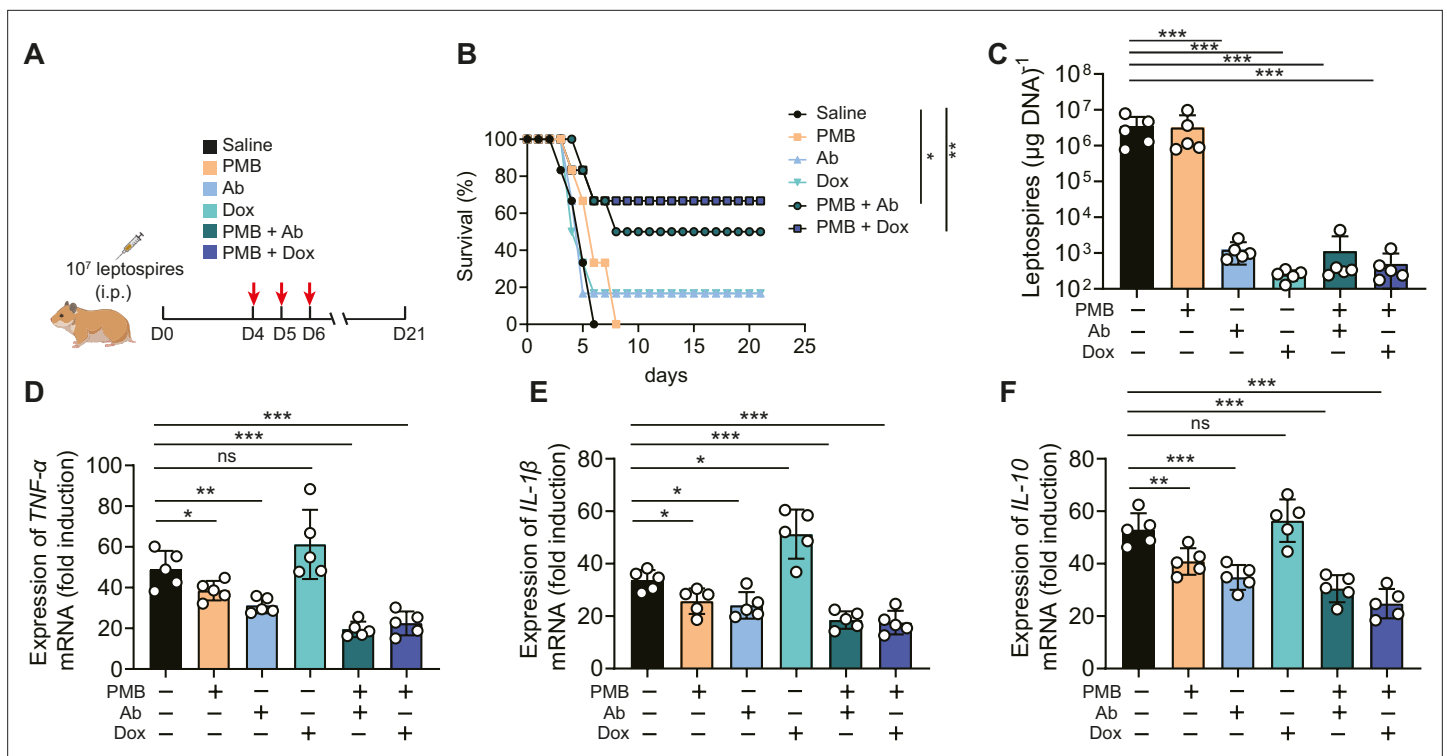 A
Saline
PMB
Ab
Dox
PMB + Ab
PMB + Dox
10⁷ leptospires
(i.p.)
D0
D4
D5
D6
D21
B
Survival (%)
100
80
60
40
20
0
0
5
10
15
20
25
days
Saline
PMB
Ab
Dox
PMB + Ab
PMB + Dox
*
**
C
***
***
***
***
Leptospires (µg DNA)⁻¹
10⁸
10⁷
10⁶
10⁵
10⁴
10³
10²
PMB – + – – + +
Ab – – + – + –
Dox – – – + – +
D
***
***
ns
**
*
Expression of TNF-α
mRNA (fold induction)
100
80
60
40
20
0
PMB – + – – + +
Ab – – + – + –
Dox – – – + – +
E
***
***
*
*
*
Expression of IL-1β
mRNA (fold induction)
80
60
40
20
0
PMB – + – – + +
Ab – – + – + –
Dox – – – + – +
F
***
***
ns
***
**
Expression of IL-10
mRNA (fold induction)
80
60
40
20
0
PMB – + – – + +
Ab – – + – + –
Dox – – – + – +